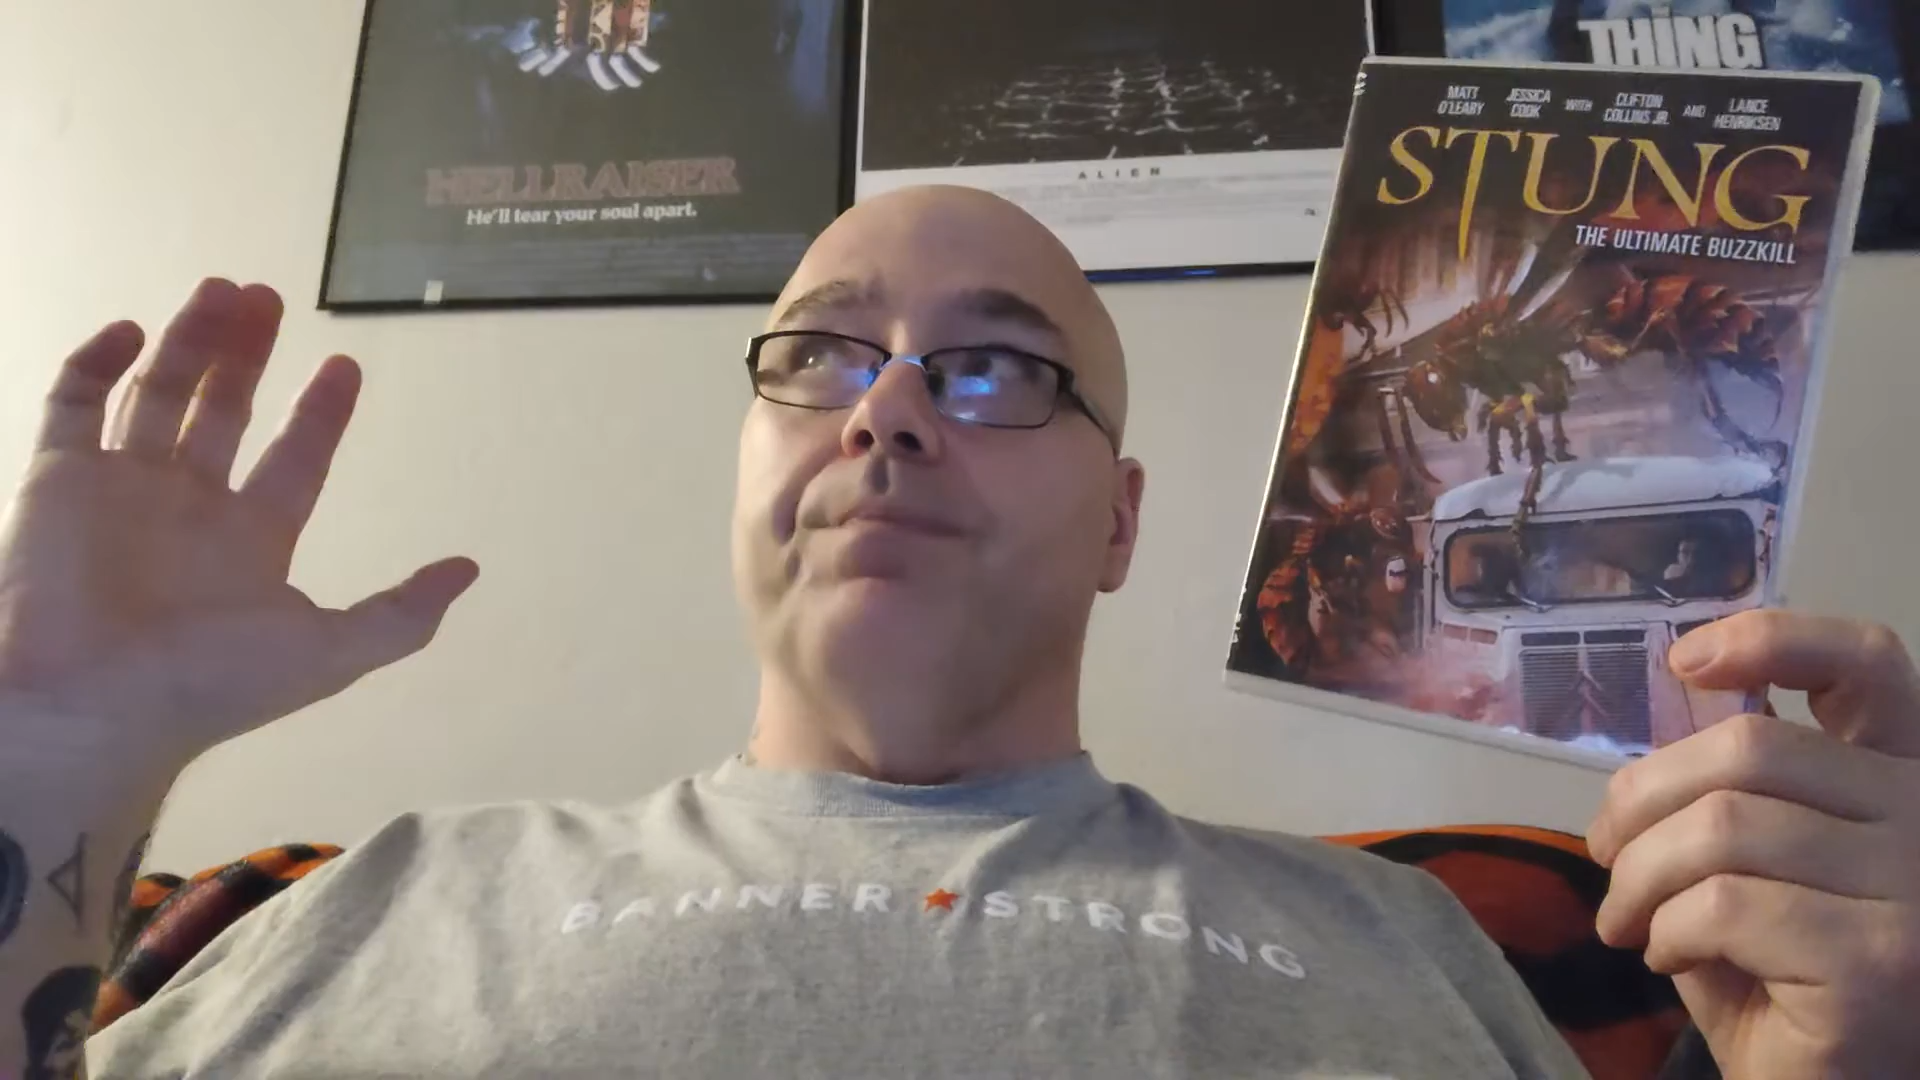 THING
HELLRAISER
He'll tear your soul apart.
ALIEN
MATT O'LEARY JESSICA COOK WITH CLIFTON COLLINS JR. AND LANCE HENRIKSEN
STUNG
THE ULTIMATE BUZZKILL
BANNER STRONG